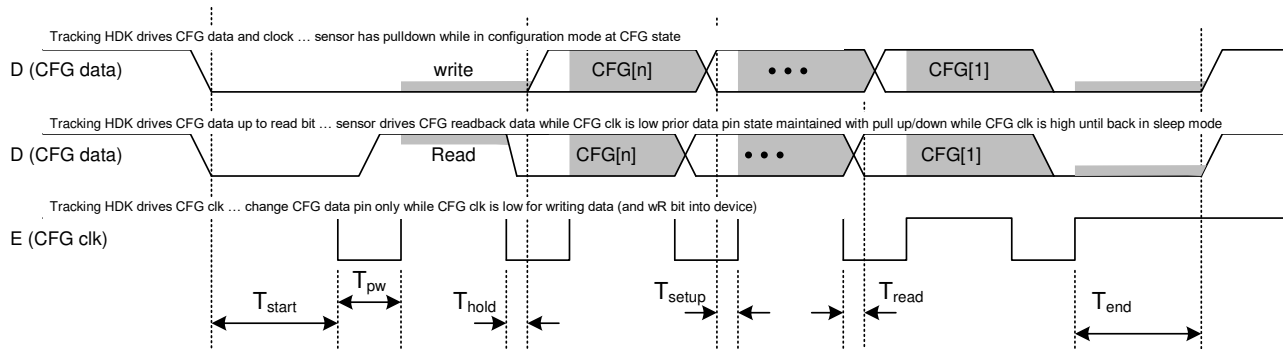 Tracking HDK drives CFG data and clock … sensor has pulldown while in configuration mode at CFG state
D (CFG data)
write
CFG[n]
• • •
CFG[1]
Tracking HDK drives CFG data up to read bit … sensor drives CFG readback data while CFG clk is low prior data pin state maintained with pull up/down while CFG clk is high until back in sleep mode
D (CFG data)
Read
CFG[n]
• • •
CFG[1]
Tracking HDK drives CFG clk … change CFG data pin only while CFG clk is low for writing data (and wR bit into device)
E (CFG clk)
Tstart
Tpw
Thold
Tsetup
Tread
Tend